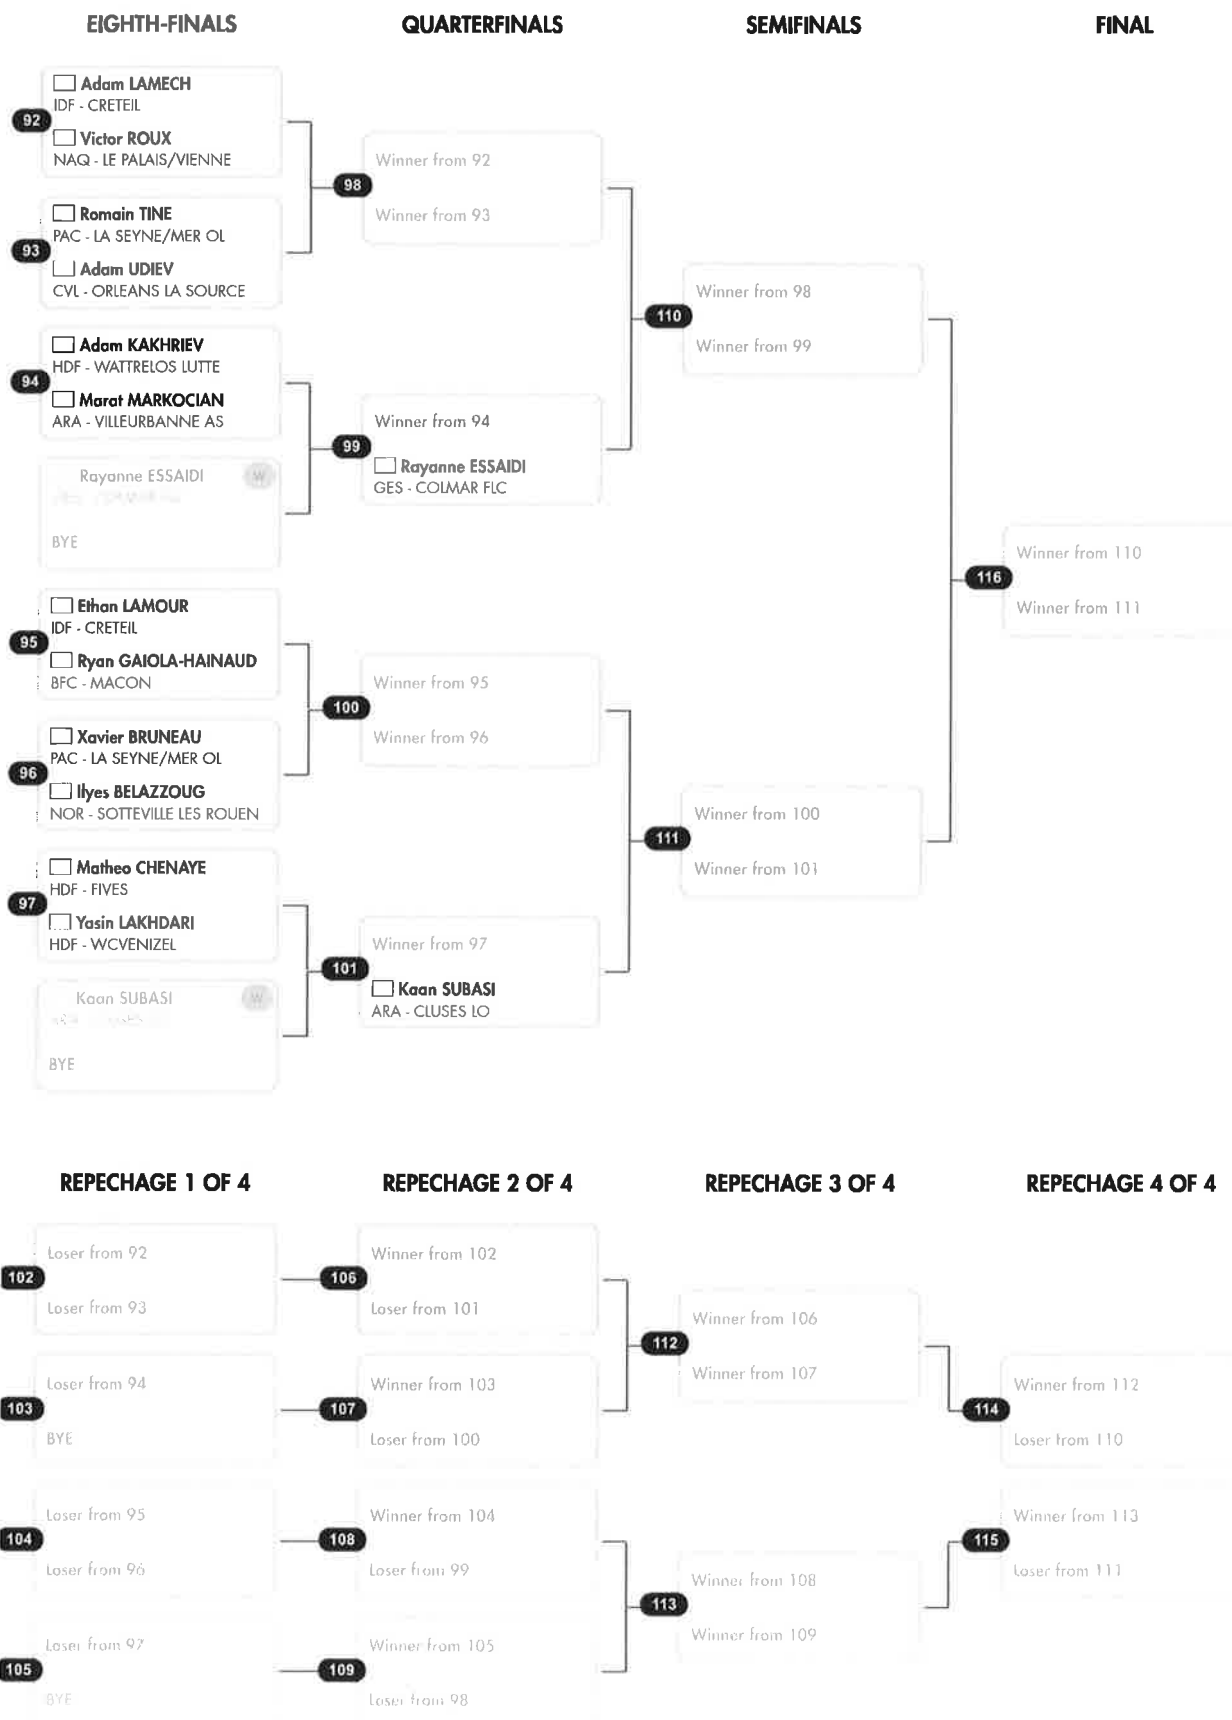 EIGHTH-FINALS
QUARTERFINALS
SEMIFINALS
FINAL
92
Adam LAMECH
IDF - CRETEIL
Victor ROUX
NAQ - LE PALAIS/VIENNE
93
Romain TINE
PAC - LA SEYNE/MER OL
Adam UDIEV
CVL - ORLEANS LA SOURCE
94
Adam KAKHRIEV
HDF - WATTRELOS LUTTE
Marat MARKOCIAN
ARA - VILLEURBANNE AS
Rayanne ESSAIDI
W
BYE
95
Ethan LAMOUR
IDF - CRETEIL
Ryan GAIOLA-HAINAUD
BFC - MACON
96
Xavier BRUNEAU
PAC - LA SEYNE/MER OL
Ilyes BELAZZOUG
NOR - SOTTEVILLE LES ROUEN
97
Matheo CHENAYE
HDF - FIVES
Yasin LAKHDARI
HDF - WCVENIZEL
Kaan SUBASI
W
BYE
98
Winner from 92
Winner from 93
99
Winner from 94
Rayanne ESSAIDI
GES - COLMAR FLC
100
Winner from 95
Winner from 96
101
Winner from 97
Kaan SUBASI
ARA - CLUSES LO
110
Winner from 98
Winner from 99
111
Winner from 100
Winner from 101
116
Winner from 110
Winner from 111
REPECHAGE 1 OF 4
REPECHAGE 2 OF 4
REPECHAGE 3 OF 4
REPECHAGE 4 OF 4
102
Loser from 92
Loser from 93
103
Loser from 94
BYE
104
Loser from 95
Loser from 96
105
Loser from 97
BYE
106
Winner from 102
Loser from 101
107
Winner from 103
Loser from 100
108
Winner from 104
Loser from 99
109
Winner from 105
Loser from 98
112
Winner from 106
Winner from 107
113
Winner from 108
Winner from 109
114
Winner from 112
Loser from 110
115
Winner from 113
Loser from 111